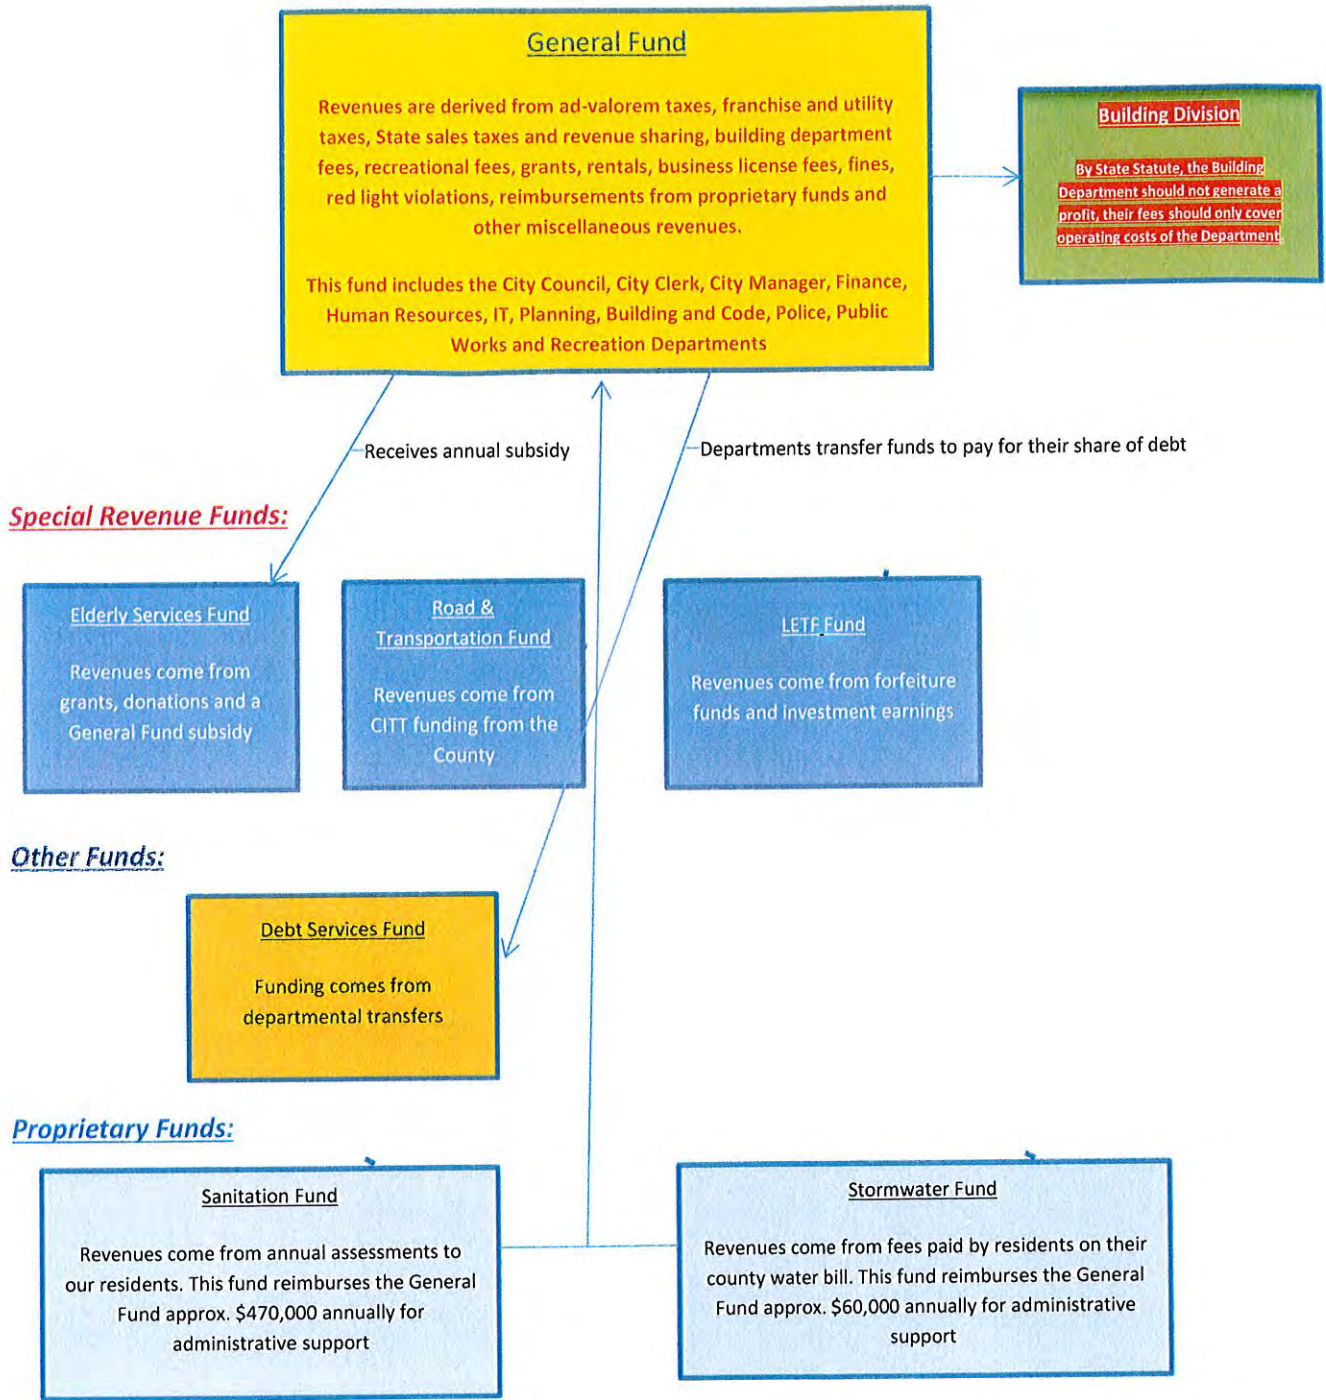 General Fund
Revenues are derived from ad-valorem taxes, franchise and utility
taxes, State sales taxes and revenue sharing, building department
fees, recreational fees, grants, rentals, business license fees, fines,
red light violations, reimbursements from proprietary funds and
other miscellaneous revenues.
This fund includes the City Council, City Clerk, City Manager, Finance,
Human Resources, IT, Planning, Building and Code, Police, Public
Works and Recreation Departments
Building Division
By State Statute, the Building
Department should not generate a
profit, their fees should only cover
operating costs of the Department.
Receives annual subsidy
Departments transfer funds to pay for their share of debt
Special Revenue Funds:
Elderly Services Fund
Revenues come from
grants, donations and a
General Fund subsidy
Road &
Transportation Fund
Revenues come from
CITT funding from the
County
LETF Fund
Revenues come from forfeiture
funds and investment earnings
Other Funds:
Debt Services Fund
Funding comes from
departmental transfers
Proprietary Funds:
Sanitation Fund
Revenues come from annual assessments to
our residents. This fund reimburses the General
Fund approx. $470,000 annually for
administrative support
Stormwater Fund
Revenues come from fees paid by residents on their
county water bill. This fund reimburses the General
Fund approx. $60,000 annually for administrative
support